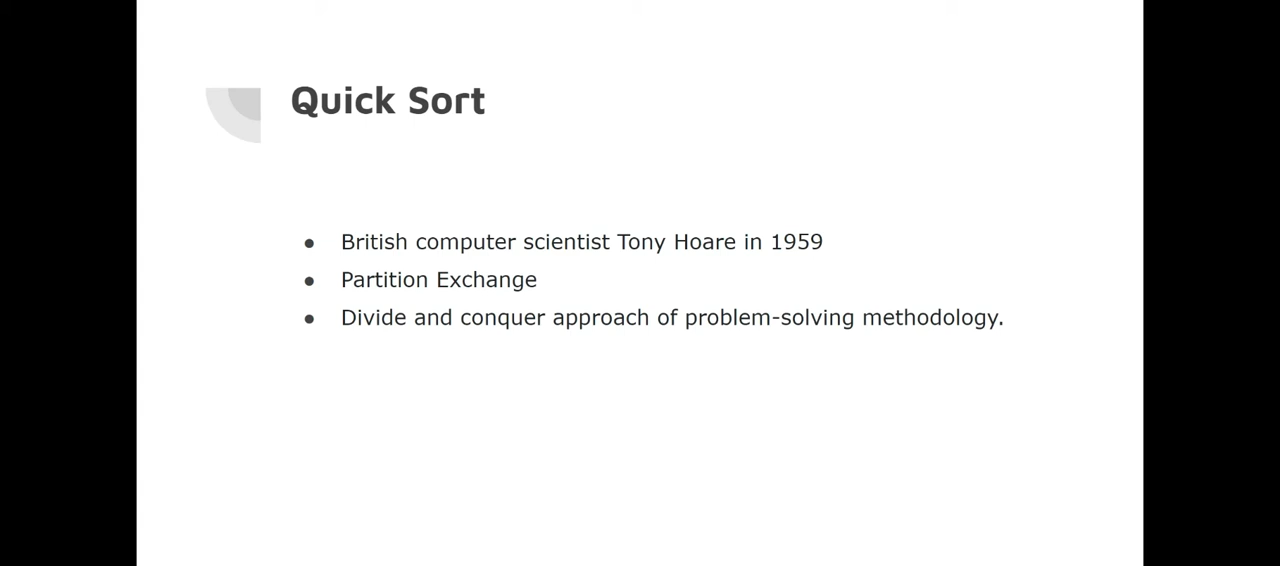 Quick Sort
● British computer scientist Tony Hoare in 1959
● Partition Exchange
● Divide and conquer approach of problem-solving methodology.